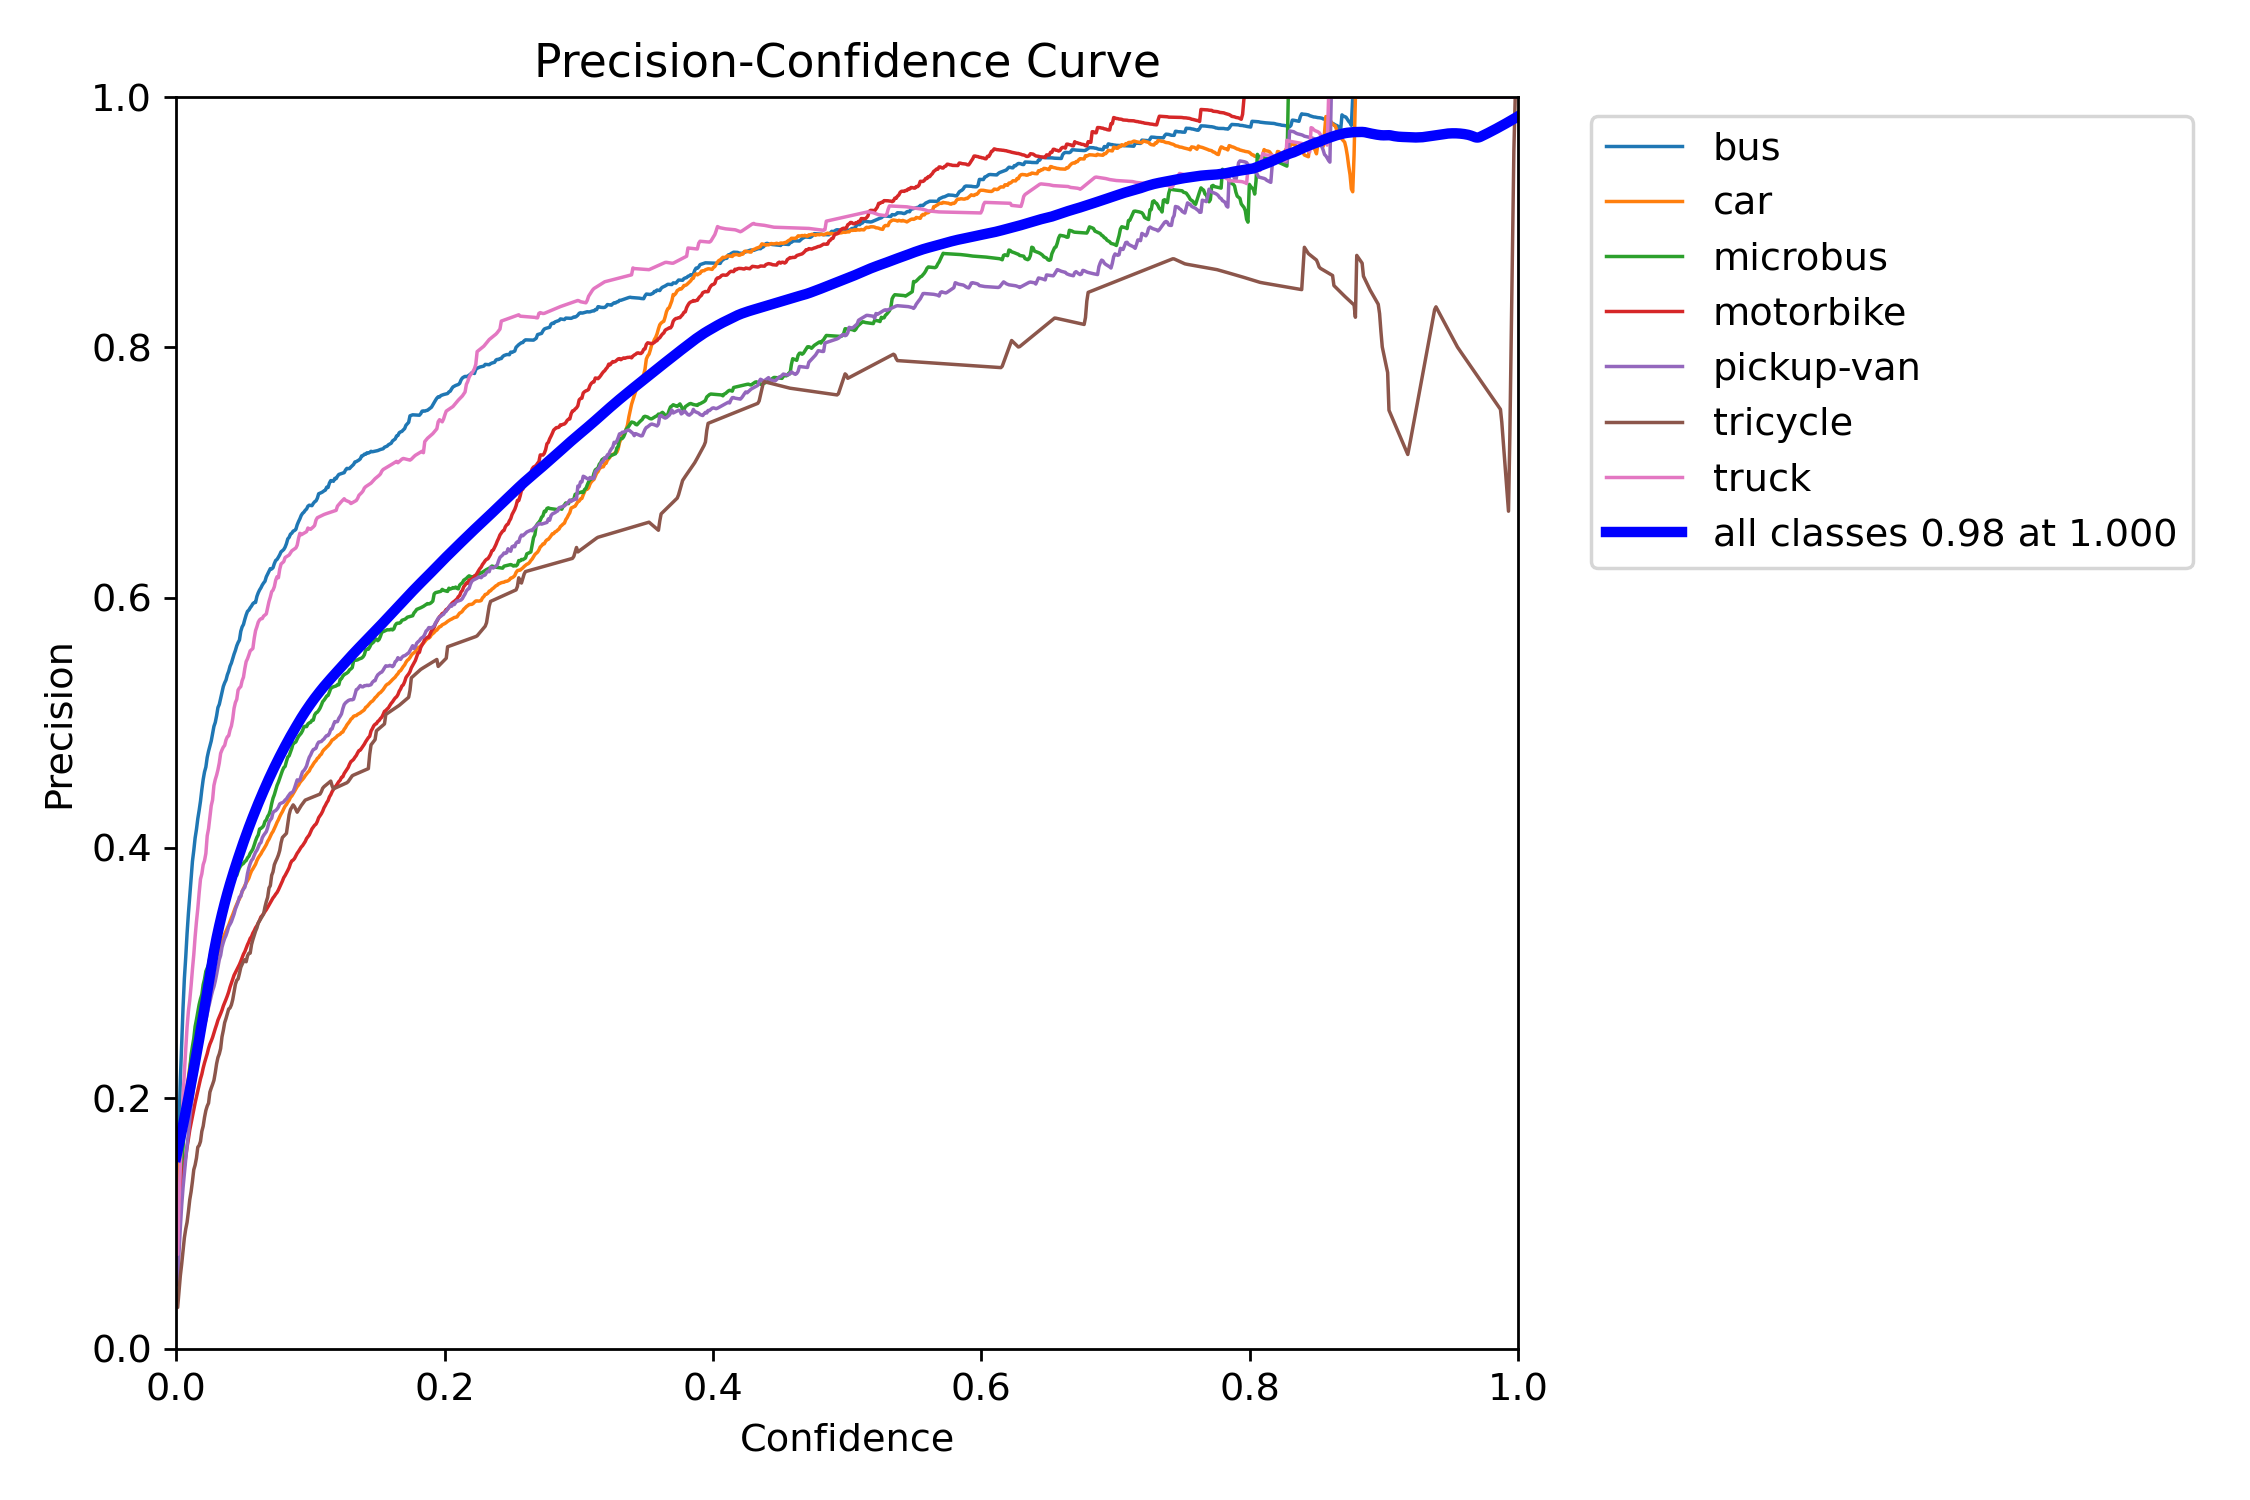 Precision-Confidence Curve
1.0
0.8
0.6
0.4
0.2
0.0
Precision
0.0 0.2 0.4 0.6 0.8 1.0
Confidence
bus
car
microbus
motorbike
pickup-van
tricycle
truck
all classes 0.98 at 1.000